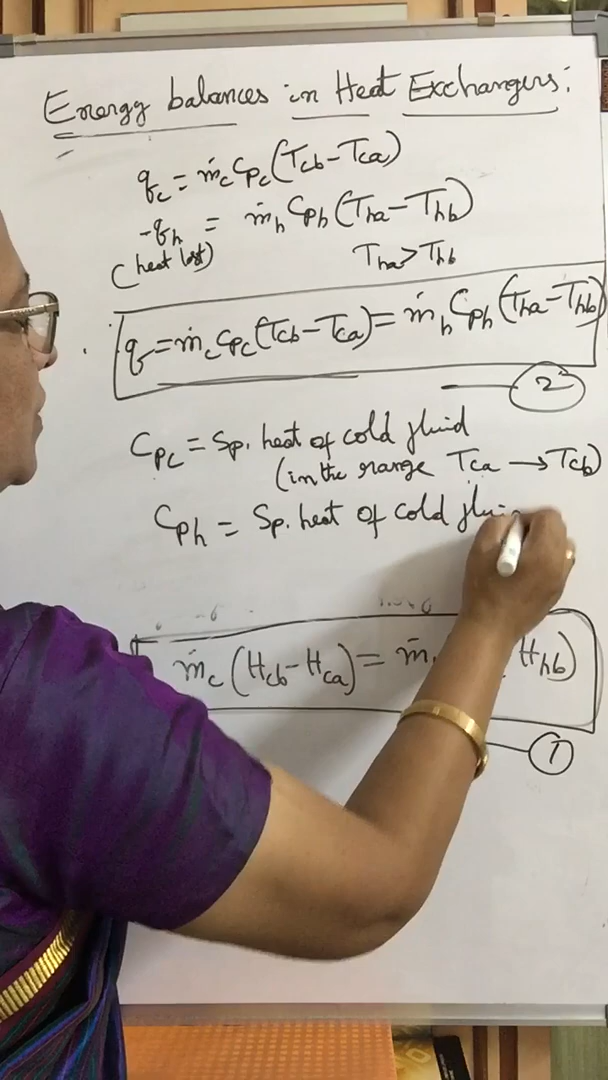 Energy balances in Heat Exchangers:
q_c = ṁ_c C_pc (T_cb - T_ca)
-q_h = ṁ_h C_ph (T_ha - T_hb)
(heat lost) T_ha > T_hb
q = ṁ_c C_pc (T_cb - T_ca) = ṁ_h C_ph (T_ha - T_hb)
2
C_pc = Sp. heat of cold fluid
(in the range T_ca → T_cb)
C_ph = Sp. heat of cold
ṁ_c (H_cb - H_ca) = ṁ H_hb)
1